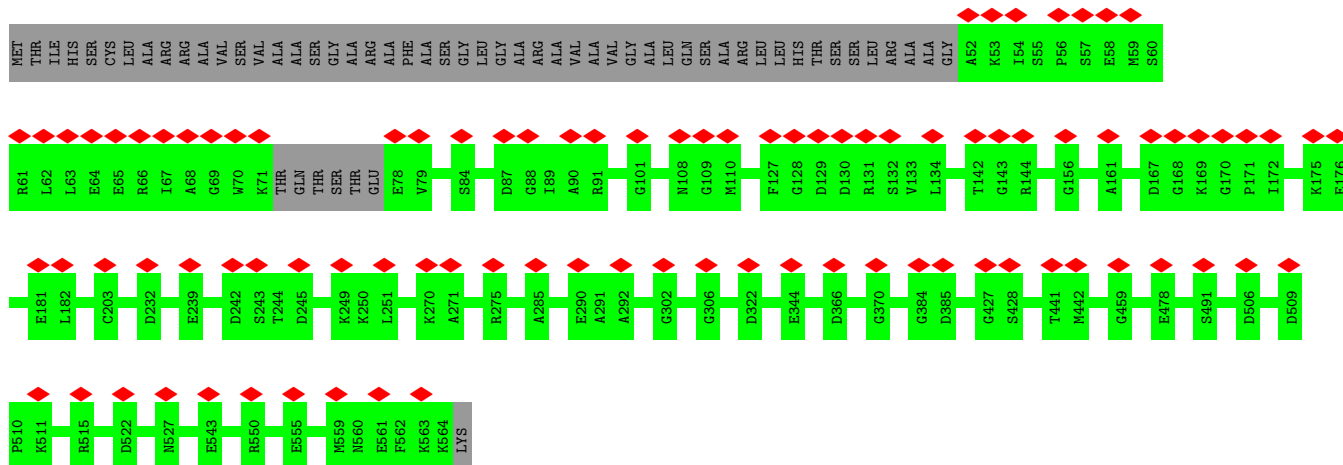 MET THR ILE HIS SER CYS LEU ALA ARG ARG ALA VAL SER VAL ALA ALA SER GLY ALA ARG ALA PHE ALA SER GLY LEU GLY ALA ARG ALA VAL ALA VAL GLY ALA LEU GLN SER ALA ARG LEU LEU HIS THR SER SER LEU ARG ALA ALA GLY A52 K53 I54 S55 P56 S57 E58 M59 S60
R61 L62 L63 E64 E65 R66 I67 A68 G69 W70 K71 THR GLN THR SER THR GLU E78 V79 S84 D87 G88 I89 A90 R91 G101 N108 G109 M110 F127 G128 D129 D130 R131 S132 V133 L134 T142 G143 R144 G156 A161 D167 G168 K169 G170 P171 I172 K175 F176
E181 L182 C203 D232 E239 D242 S243 T244 D245 K249 K250 L251 K270 A271 R275 A285 E290 A291 A292 G302 G306 D322 E344 D366 G370 G384 D385 G427 S428 T441 M442 G459 E478 S491 D506 D509
P510 K511 R515 D522 N527 E543 R550 E555 M559 N560 E561 F562 K563 K564 LYS